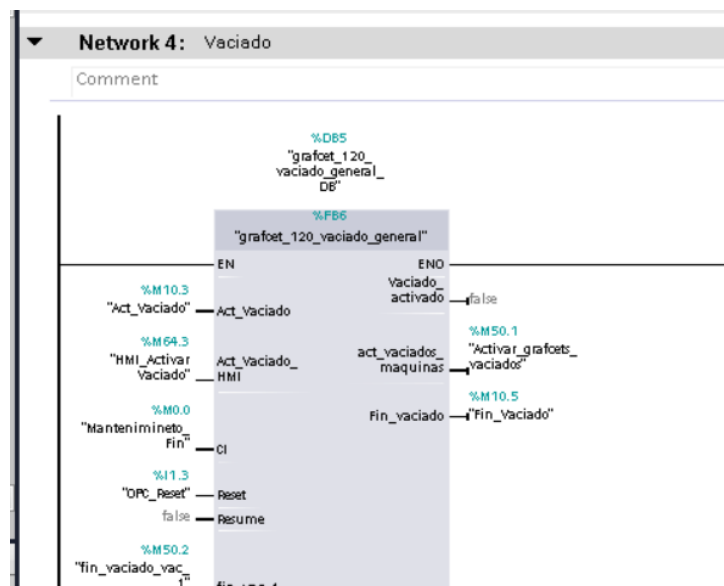 Network 4: Vaciado
Comment
%DB5
"grafcet_120_
vaciado_general_
DB"
%FB6
"grafcet_120_vaciado_general"
EN
ENO
%M10.3
"Act_Vaciado"
Act_Vaciado
Vaciado_
activado
false
%M64.3
"HMI_Activar
Vaciado"
Act_Vaciado_
HMI
act_vaciados_
maquinas
%M50.1
"Activar_grafcets_
vaciados"
%M0.0
"Mantenimineto_
Fin"
CI
Fin_vaciado
%M10.5
"Fin_Vaciado"
%I1.3
"OPC_Reset"
Reset
false
Resume
%M50.2
"fin_vaciado_vac_
1"